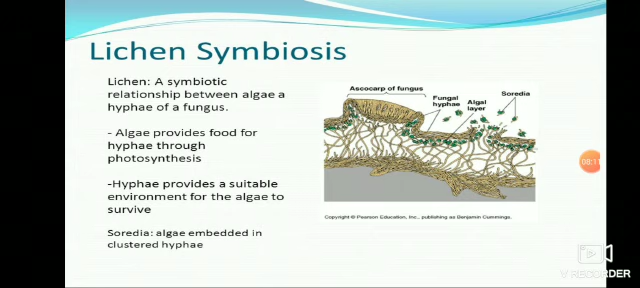 Lichen Symbiosis
Lichen: A symbiotic
relationship between algae a
hyphae of a fungus.
- Algae provides food for
hyphae through
photosynthesis
-Hyphae provides a suitable
environment for the algae to
survive
Soredia: algae embedded in
clustered hyphae
Ascocarp of fungus
Fungal
hyphae
Algal
layer
Soredia
Copyright © Pearson Education, Inc., publishing as Benjamin Cummings.
08:11
V RECORDER